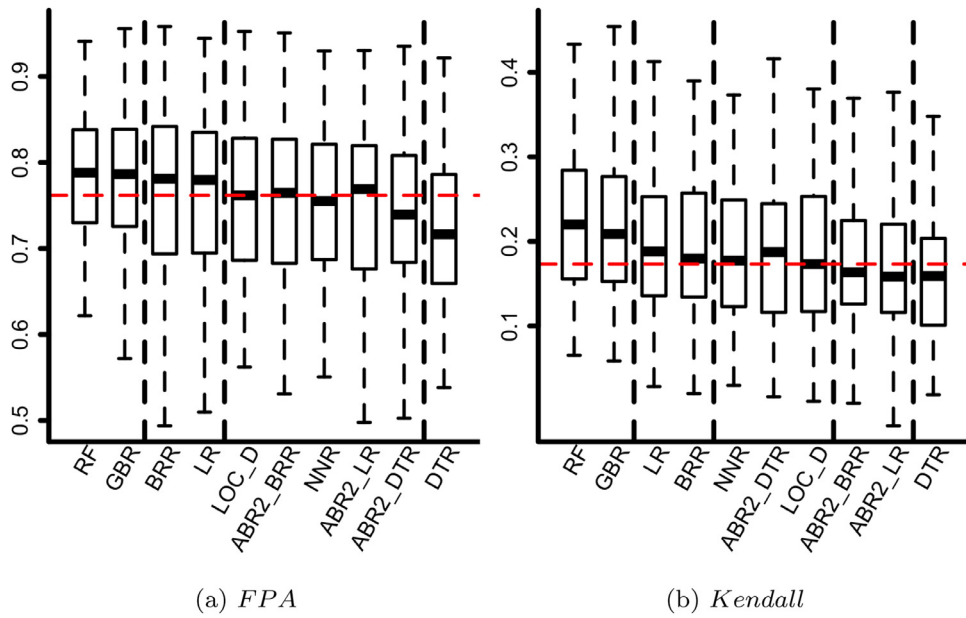 0.9
0.8
0.7
0.6
0.5
RF
GBR
BRR
LR
LOC_D
ABR2_BRR
NNR
ABR2_LR
ABR2_DTR
DTR
(a) FPA
0.4
0.3
0.2
0.1
RF
GBR
LR
BRR
NNR
ABR2_DTR
LOC_D
ABR2_BRR
ABR2_LR
DTR
(b) Kendall